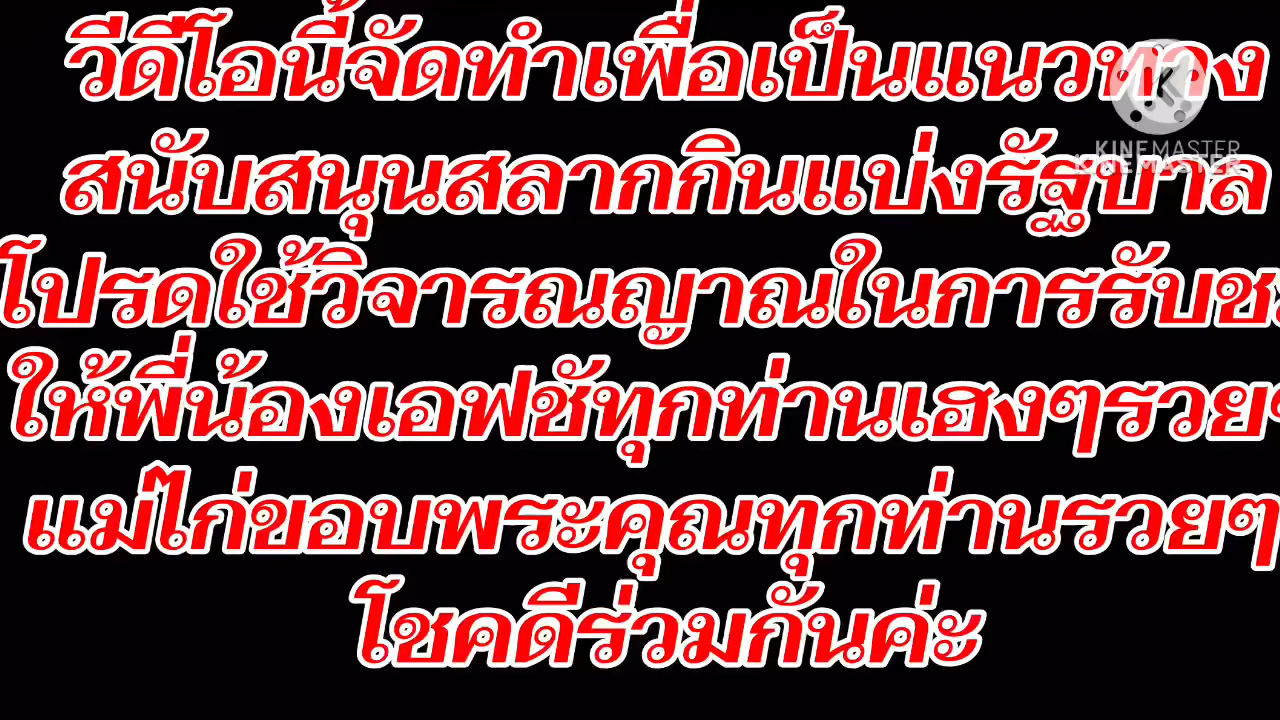 วีดีโอนี้จัดทำเพื่อเป็นแนวทาง
สนับสนุนสลากกินแบ่งรัฐบาล
โปรดใช้วิจารณญาณในการรับช
ให้พี่น้องเอฟซีทุกท่านเฮงๆรวย
แม่ไก่ขอบพระคุณทุกท่านรวยๆ
โชคดีร่วมกันค่ะ
KINEMASTER
KINEMASTER